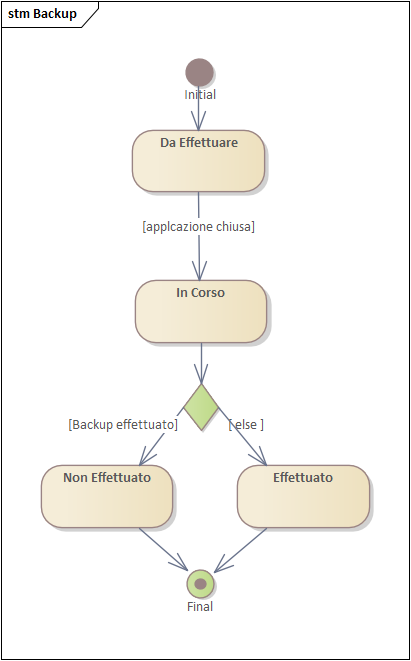 stm Backup
Initial
Da Effettuare
[applcazione chiusa]
In Corso
[Backup effettuato]
[ else ]
Non Effettuato
Effettuato
Final